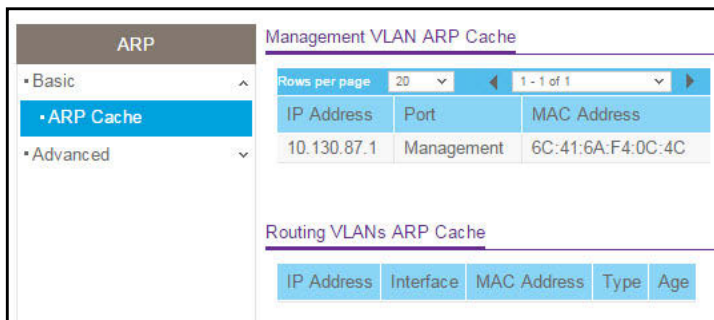 ARP
Basic
ARP Cache
Advanced
Management VLAN ARP Cache
Rows per page 20 1 - 1 of 1
IP Address Port MAC Address
10.130.87.1 Management 6C:41:6A:F4:0C:4C
Routing VLANs ARP Cache
IP Address Interface MAC Address Type Age